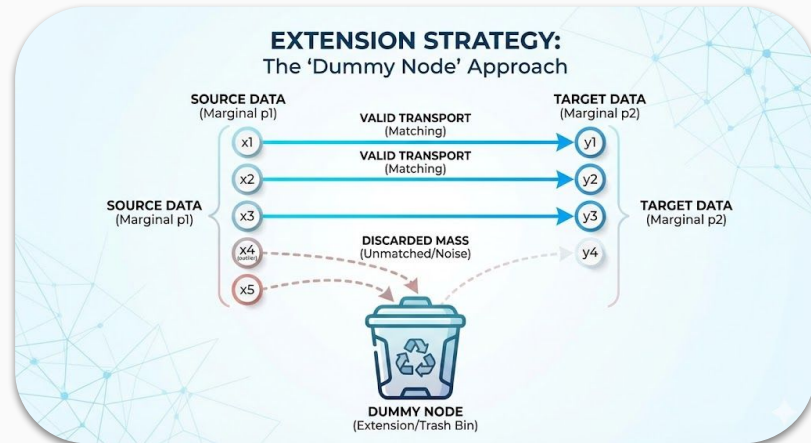 EXTENSION STRATEGY:
The ‘Dummy Node’ Approach
SOURCE DATA
(Marginal p1)
TARGET DATA
(Marginal p2)
VALID TRANSPORT
(Matching)
x1
y1
VALID TRANSPORT
(Matching)
x2
y2
SOURCE DATA
(Marginal p1)
x3
y3
TARGET DATA
(Marginal p2)
DISCARDED MASS
(Unmatched/Noise)
x4
(outlier)
y4
x5
DUMMY NODE
(Extension/Trash Bin)